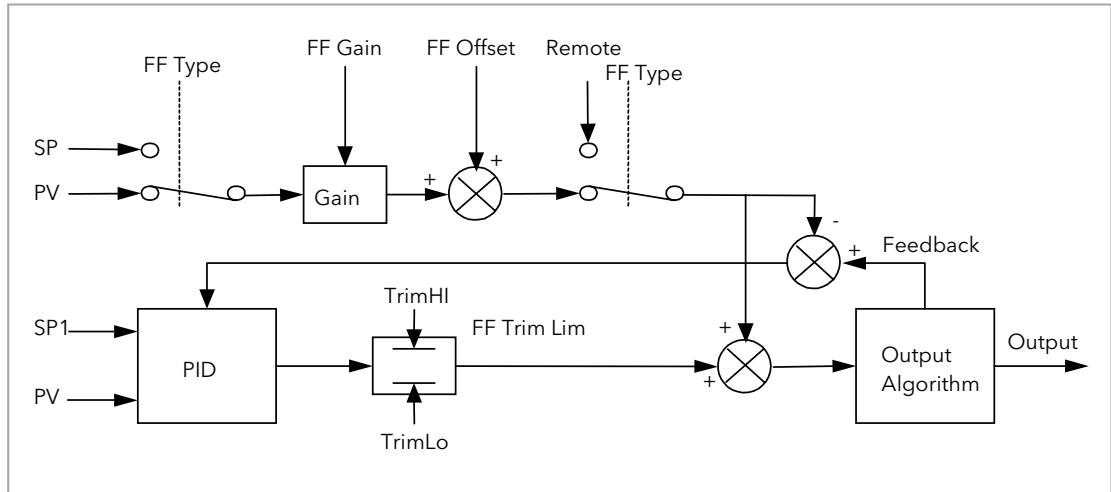 FF Gain
FF Offset
Remote
FF Type
FF Type
SP
PV
Gain
+
+
-
+
Feedback
SP1
PV
PID
TrimHI
TrimLo
FF Trim Lim
+
+
Output
Algorithm
Output